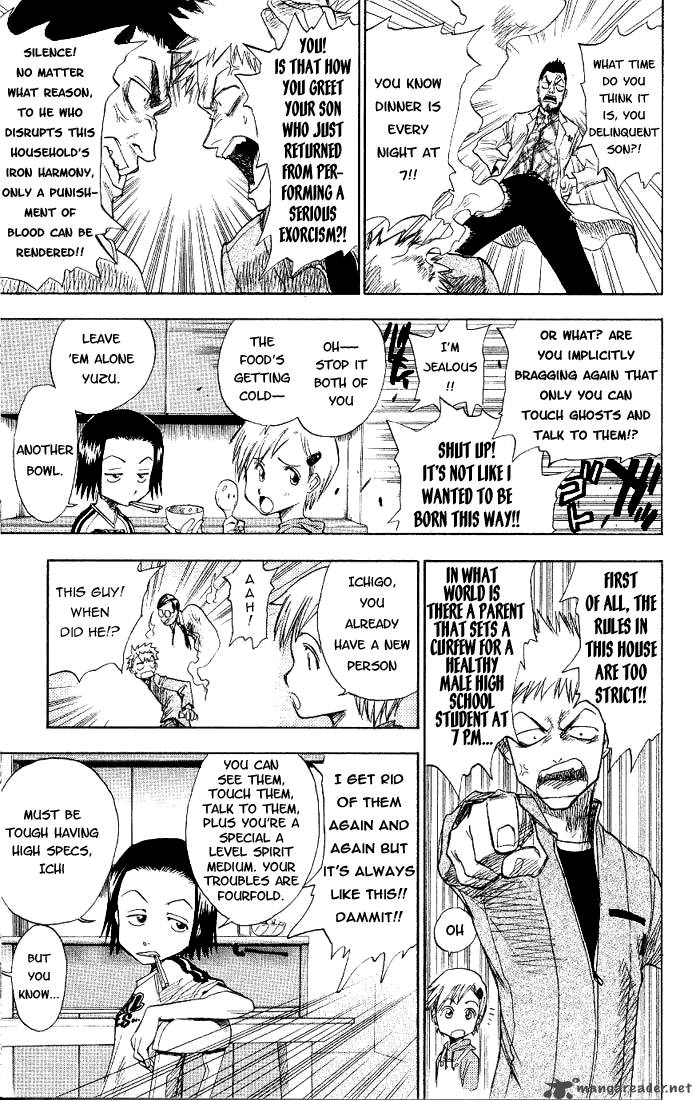 WHAT TIME
DO YOU
THINK IT
IS, YOU
DELINQUENT
SON?!
YOU KNOW
DINNER IS
EVERY
NIGHT AT
7!!
YOU!
IS THAT HOW
YOU GREET
YOUR SON
WHO JUST
RETURNED
FROM PER-
FORMING A
SERIOUS
EXORCISM?!
SILENCE!
NO MATTER
WHAT REASON,
TO HE WHO
DISRUPTS THIS
HOUSEHOLD'S
IRON HARMONY,
ONLY A PUNISH-
MENT OF
BLOOD CAN BE
RENDERED!!
OR WHAT? ARE
YOU IMPLICITLY
BRAGGING AGAIN THAT
ONLY YOU CAN
TOUCH GHOSTS AND
TALK TO THEM!?
I'M
JEALOUS
!!
SHUT UP!
IT'S NOT LIKE I
WANTED TO BE
BORN THIS WAY!!
OH—
STOP IT
BOTH OF
YOU
THE
FOOD'S
GETTING
COLD—
LEAVE
'EM ALONE
YUZU.
ANOTHER
BOWL.
FIRST
OF ALL, THE
RULES IN
THIS HOUSE
ARE TOO
STRICT!!
IN WHAT
WORLD IS
THERE A PARENT
THAT SETS A
CURFEW FOR A
HEALTHY
MALE HIGH
SCHOOL
STUDENT AT
7 P.M...
OH
ICHIGO,
YOU
ALREADY
HAVE A NEW
PERSON
AAH!
THIS GUY!
WHEN
DID HE!?
I GET RID
OF THEM
AGAIN AND
AGAIN BUT
IT'S ALWAYS
LIKE THIS!!
DAMMIT!!
YOU CAN
SEE THEM,
TOUCH THEM,
TALK TO THEM,
PLUS YOU'RE A
SPECIAL A
LEVEL SPIRIT
MEDIUM. YOUR
TROUBLES ARE
FOURFOLD.
MUST BE
TOUGH HAVING
HIGH SPECS,
ICHI
BUT
YOU
KNOW...
mangareader.net